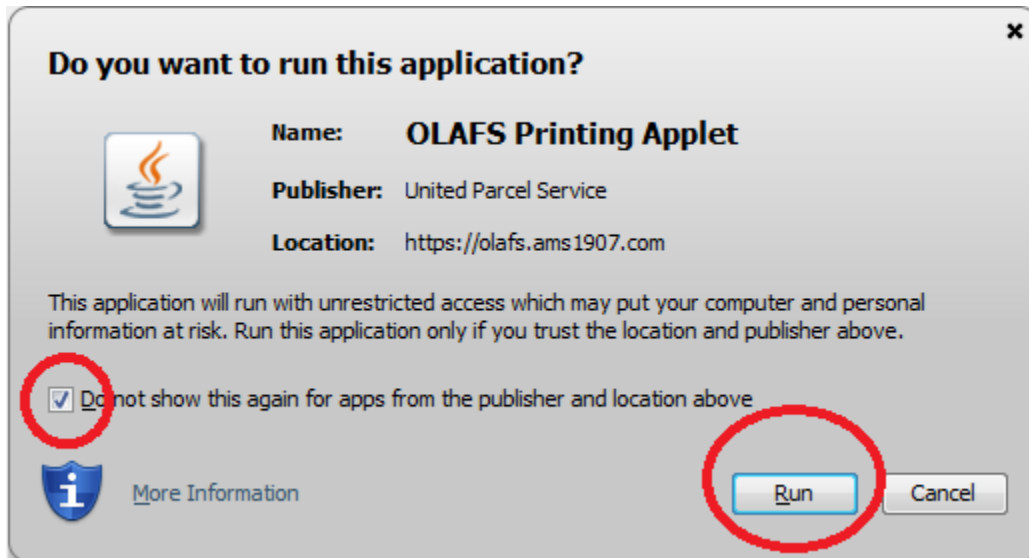 Do you want to run this application?
Name: OLAFS Printing Applet
Publisher: United Parcel Service
Location: https://olafs.ams1907.com
This application will run with unrestricted access which may put your computer and personal
information at risk. Run this application only if you trust the location and publisher above.
Do not show this again for apps from the publisher and location above
More Information
Run Cancel